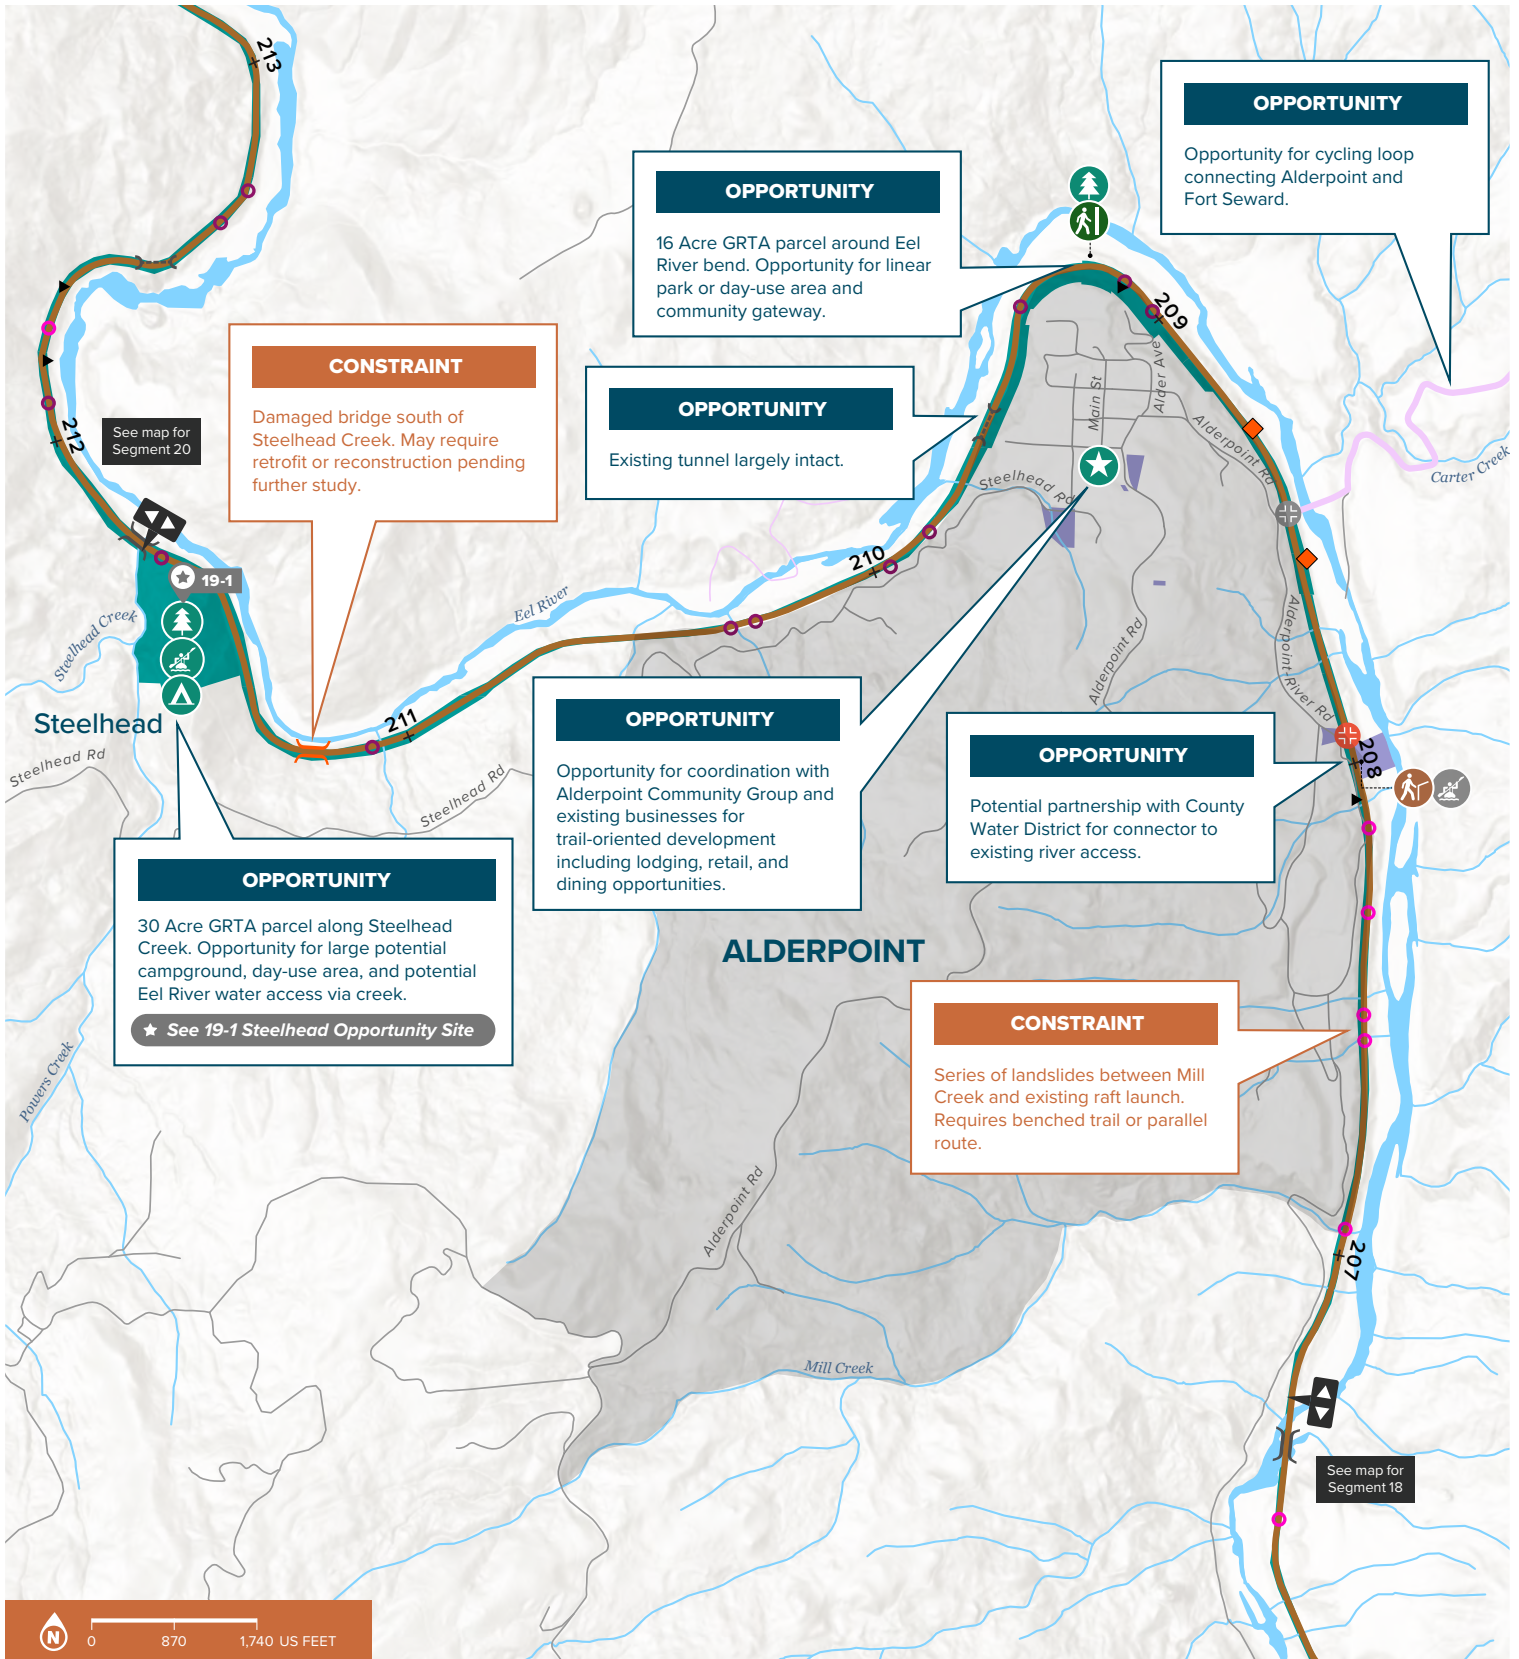 213
OPPORTUNITY
Opportunity for cycling loop
connecting Alderpoint and
Fort Seward.
OPPORTUNITY
16 Acre GRTA parcel around Eel
River bend. Opportunity for linear
park or day-use area and
community gateway.
209
CONSTRAINT
Damaged bridge south of
Steelhead Creek. May require
retrofit or reconstruction pending
further study.
OPPORTUNITY
Existing tunnel largely intact.
Main St
Alder Ave
Alderpoint Rd
Carter Creek
212
See map for
Segment 20
Steelhead Rd
210
19-1
Eel River
Steelhead Creek
Alderpoint Rd
Alderpoint-River Rd
Steelhead
211
208
Steelhead Rd
Steelhead Rd
OPPORTUNITY
Opportunity for coordination with
Alderpoint Community Group and
existing businesses for
trail-oriented development
including lodging, retail, and
dining opportunities.
OPPORTUNITY
Potential partnership with County
Water District for connector to
existing river access.
OPPORTUNITY
30 Acre GRTA parcel along Steelhead
Creek. Opportunity for large potential
campground, day-use area, and potential
Eel River water access via creek.
See 19-1 Steelhead Opportunity Site
ALDERPOINT
CONSTRAINT
Series of landslides between Mill
Creek and existing raft launch.
Requires benched trail or parallel
route.
Powers Creek
Alderpoint Rd
207
Mill Creek
See map for
Segment 18
N
0 870 1,740 US FEET